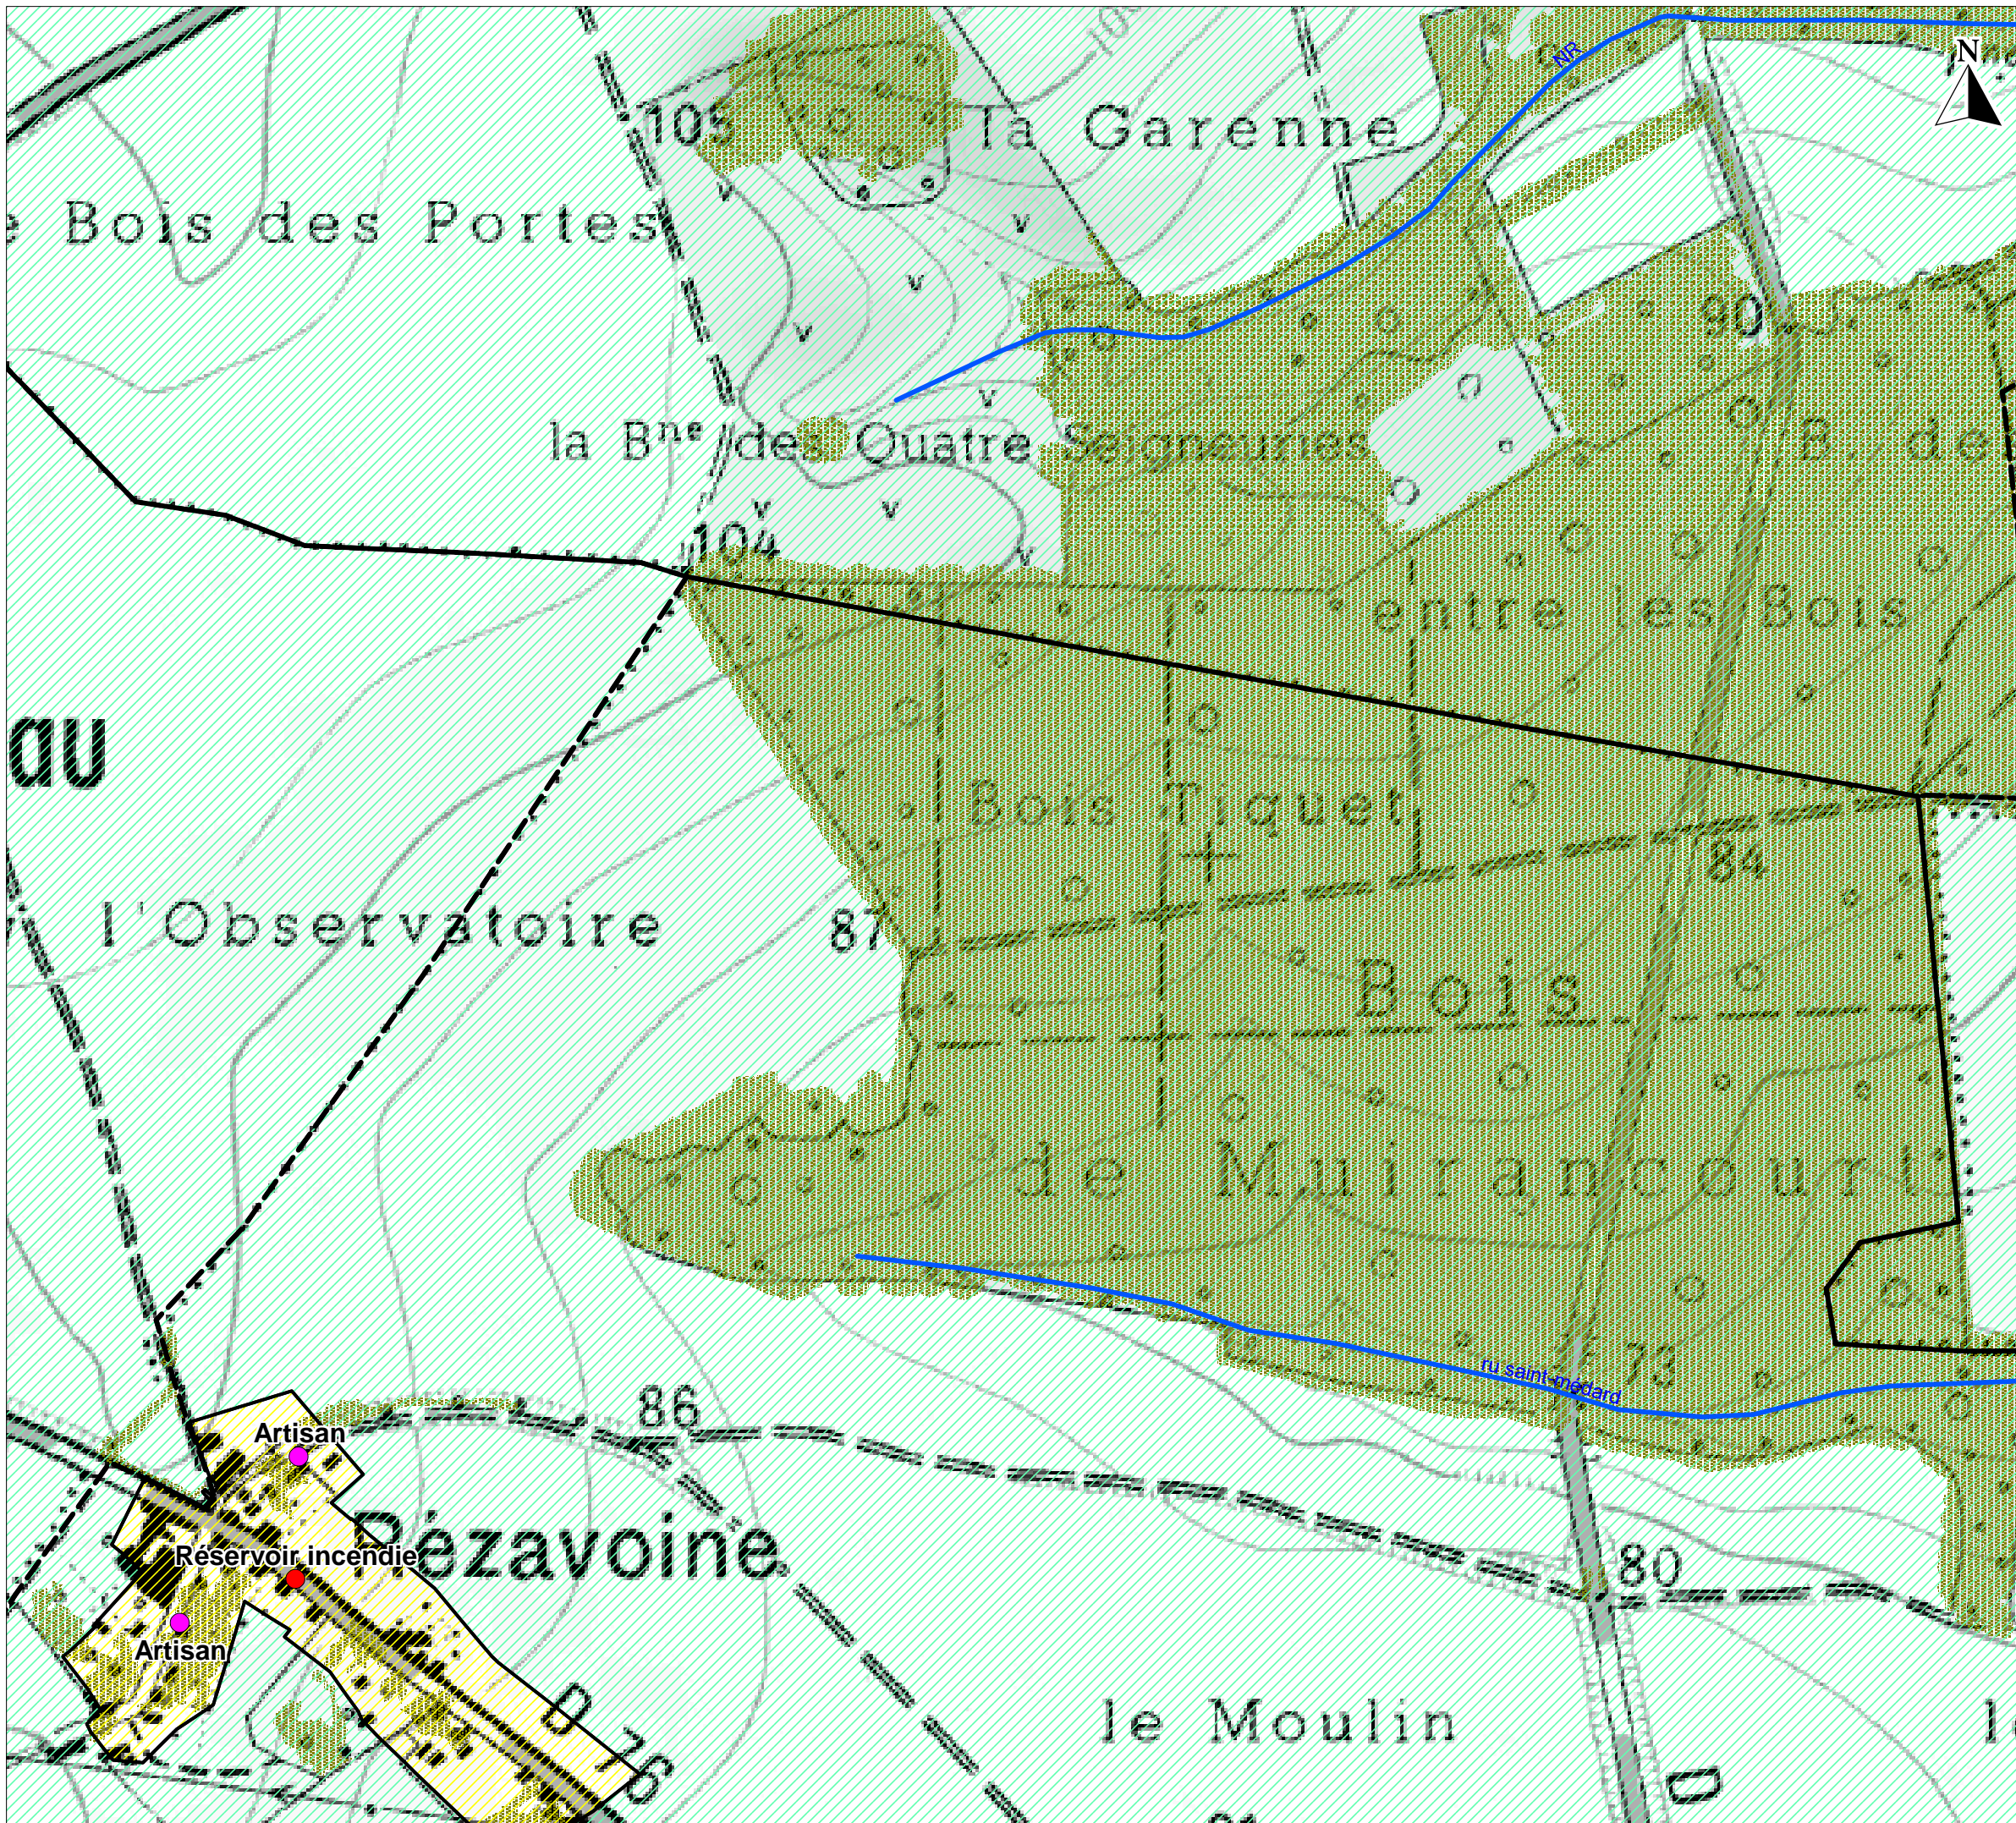 N
NR
105
la Garenne
Bois des Portes
90
la Bne des Quatre Seigneuries
B. de
104
entre les Bois
au
Bois Tiquet
84
l'Observatoire
87
Bois
de Muirancourt
ru saint-médard
73
86
Artisan
Rézavoine
Réservoir incendie
80
Artisan
D 76
le Moulin
D